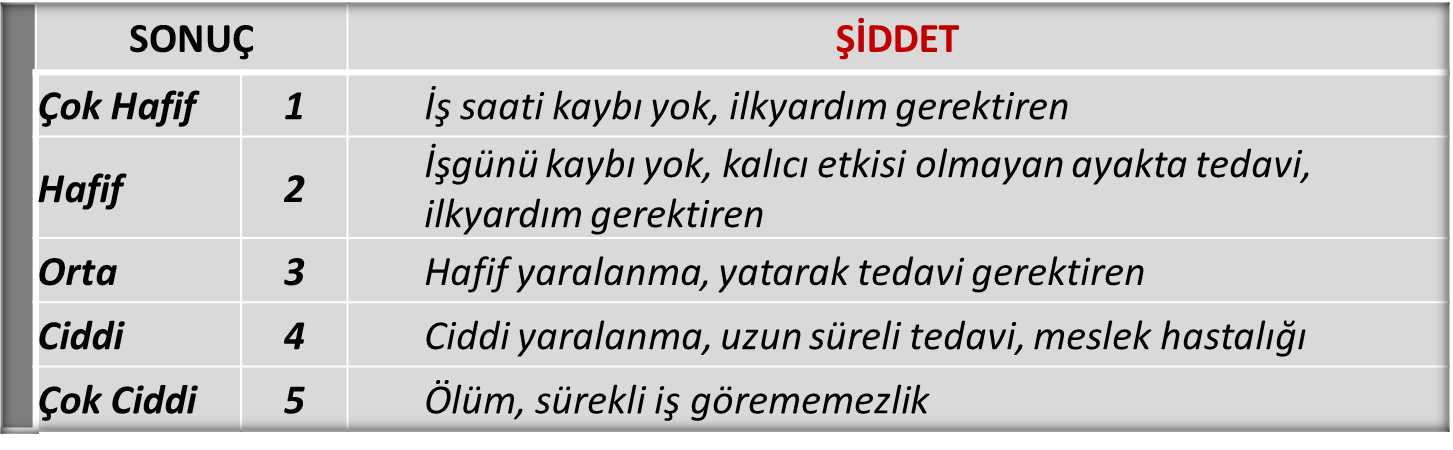 SONUÇ ŞİDDET
Çok Hafif 1 İş saati kaybı yok, ilkyardım gerektiren
Hafif 2 İşgünü kaybı yok, kalıcı etkisi olmayan ayakta tedavi,
ilkyardım gerektiren
Orta 3 Hafif yaralanma, yatarak tedavi gerektiren
Ciddi 4 Ciddi yaralanma, uzun süreli tedavi, meslek hastalığı
Çok Ciddi 5 Ölüm, sürekli iş görememezlik